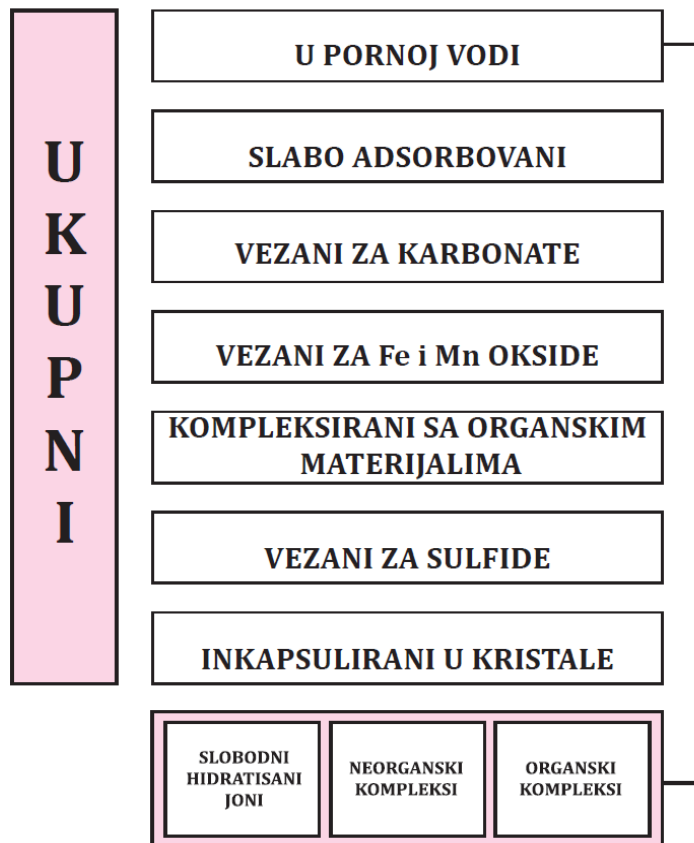 UKUPNI
U PORNOJ VODI
SLABO ADSORBOVANI
VEZANI ZA KARBONATE
VEZANI ZA Fe i Mn OKSIDE
KOMPLEKSIRANI SA ORGANSKIM
MATERIJALIMA
VEZANI ZA SULFIDE
INKAPSULIRANI U KRISTALE
SLOBODNI
HIDRATISANI
JONI
NEORGANSKI
KOMPLEKSI
ORGANSKI
KOMPLEKSI